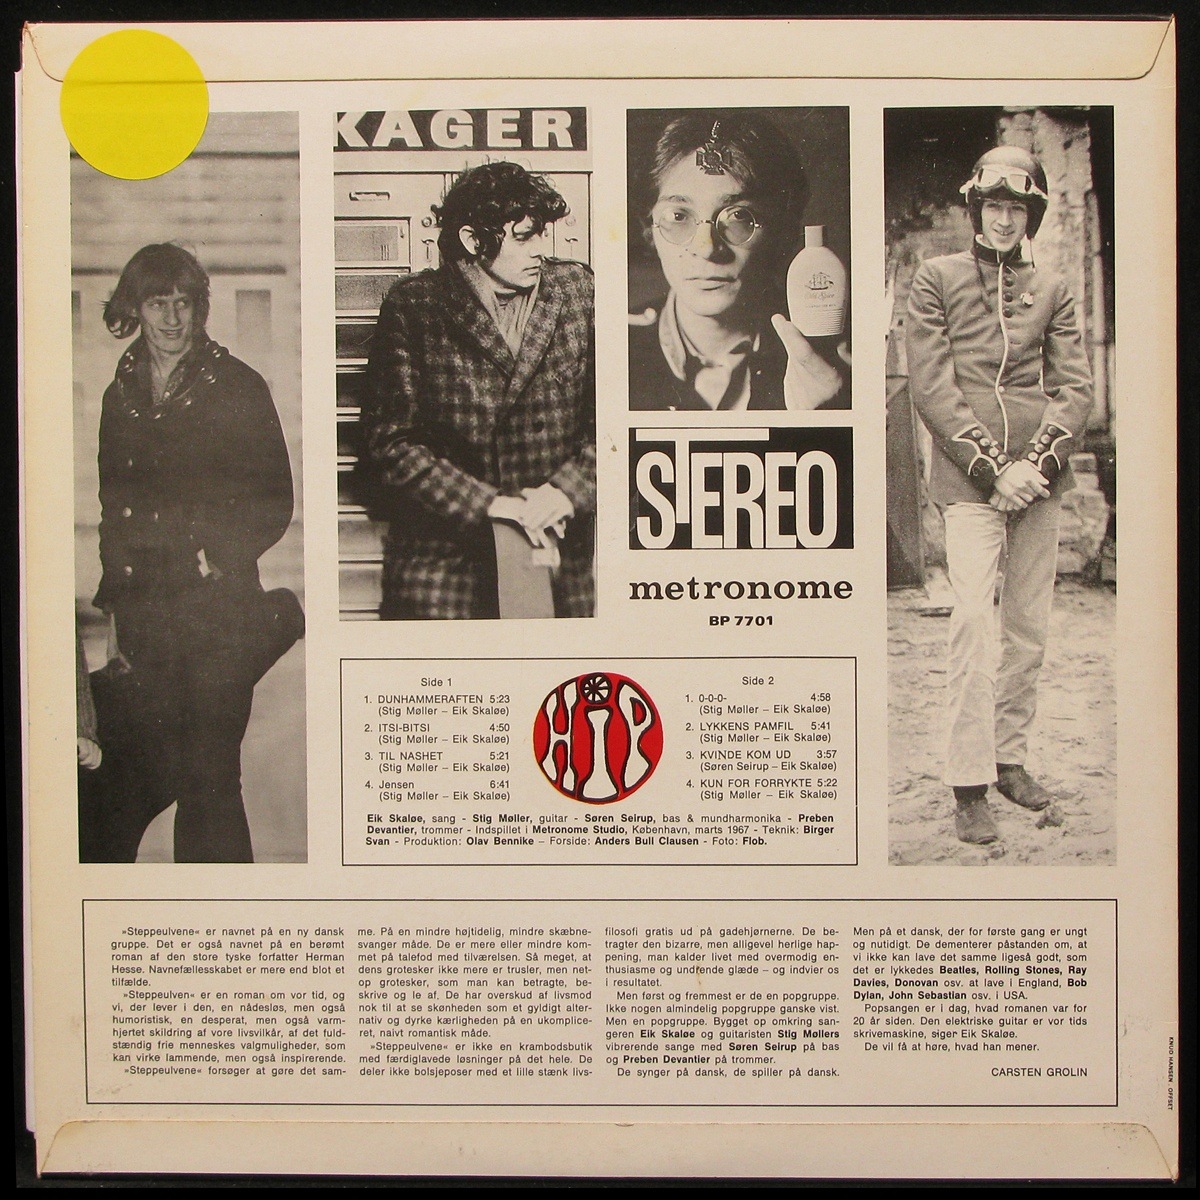 KAGER
Old Spice
STEREO
metronome
BP 7701
Side 1
1. DUNHAMMERAFTEN 5:23
(Stig Møller – Eik Skaløe)
2. ITSI-BITSI 4:50
(Stig Møller – Eik Skaløe)
3. TIL NASHET 5:21
(Stig Møller – Eik Skaløe)
4. Jensen 6:41
(Stig Møller – Eik Skaløe)
HIP
Side 2
1. 0-0-0- 4:58
(Stig Møller – Eik Skaløe)
2. LYKKENS PAMFIL 5:41
(Stig Møller – Eik Skaløe)
3. KVINDE KOM UD 3:57
(Søren Seirup – Eik Skaløe)
4. KUN FOR FORRYKTE 5:22
(Stig Møller – Eik Skaløe)
Eik Skaløe, sang - Stig Møller, guitar - Søren Seirup, bas & mundharmonika - Preben
Devantier, trommer - Indspillet i Metronome Studio, København, marts 1967 - Teknik: Birger
Svan - Produktion: Olav Bennike – Forside: Anders Bull Clausen - Foto: Flob.
»Steppeulvene« er navnet på en ny dansk
gruppe. Det er også navnet på en berømt
roman af den store tyske forfatter Herman
Hesse. Navnefællesskabet er mere end blot et
tilfælde.
»Steppeulven« er en roman om vor tid, og
vi, der lever i den, en nådesløs, men også
humoristisk, en desperat, men også varm-
hjertet skildring af vore livsvilkår, af det fuld-
stændig frie menneskes valgmuligheder, som
kan virke lammende, men også inspirerende.
»Steppeulvene« forsøger at gøre det sam-
me. På en mindre højtidelig, mindre skæbne-
svanger måde. De er mere eller mindre kom-
met på talefod med tilværelsen. Så meget, at
dens grotesker ikke mere er trusler, men net-
op grotesker, som man kan betragte, be-
skrive og le af. De har overskud af livsmod
nok til at se skønheden som et gyldigt alter-
nativ og dyrke kærligheden på en ukomplice-
ret, naivt romantisk måde.
»Steppeulvene« er ikke en krambodsbutik
med færdiglavede løsninger på det hele. De
deler ikke bolsjeposer med et lille stænk livs-
filosofi gratis ud på gadehjørnerne. De be-
tragter den bizarre, men alligevel herlige hap-
pening, man kalder livet med overmodig en-
thusiasme og undrende glæde – og indvier os
i resultatet.
Men først og fremmest er de en popgruppe.
Ikke nogen almindelig popgruppe ganske vist.
Men en popgruppe. Bygget op omkring san-
geren Eik Skaløe og guitaristen Stig Møllers
vibrerende sange med Søren Seirup på bas
og Preben Devantier på trommer.
De synger på dansk, de spiller på dansk.
Men på et dansk, der for første gang er ungt
og nutidigt. De dementerer påstanden om, at
vi ikke kan lave det samme ligeså godt, som
det er lykkedes Beatles, Rolling Stones, Ray
Davies, Donovan osv. at lave i England, Bob
Dylan, John Sebastian osv. i USA.
Popsangen er i dag, hvad romanen var for
20 år siden. Den elektriske guitar er vor tids
skrivemaskine, siger Eik Skaløe.
De vil få at høre, hvad han mener.
CARSTEN GROLIN
KNUD HANSEN · OFFSET